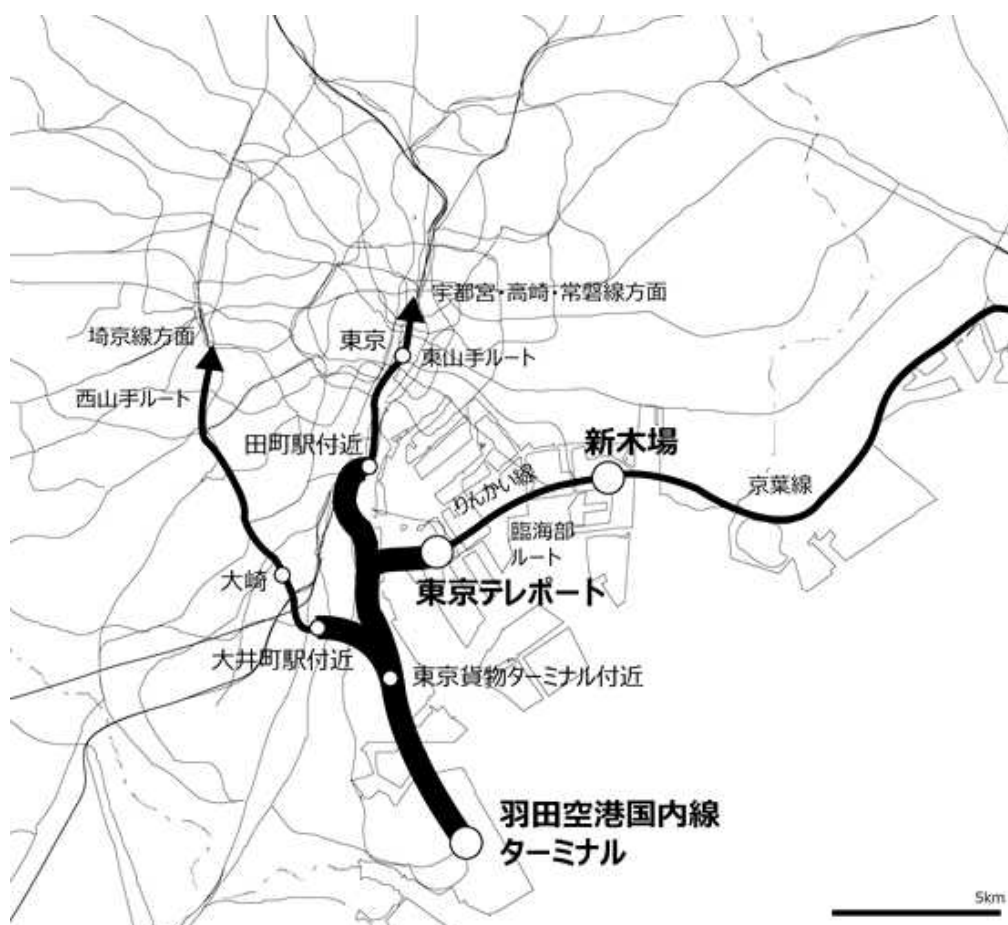 宇都宮・高崎・常磐線方面
埼京線方面
東京
東山手ルート
西山手ルート
田町駅付近
新木場
りんかい線
京葉線
臨海部
ルート
大崎
東京テレポート
大井町駅付近
東京貨物ターミナル付近
羽田空港国内線
ターミナル
5km